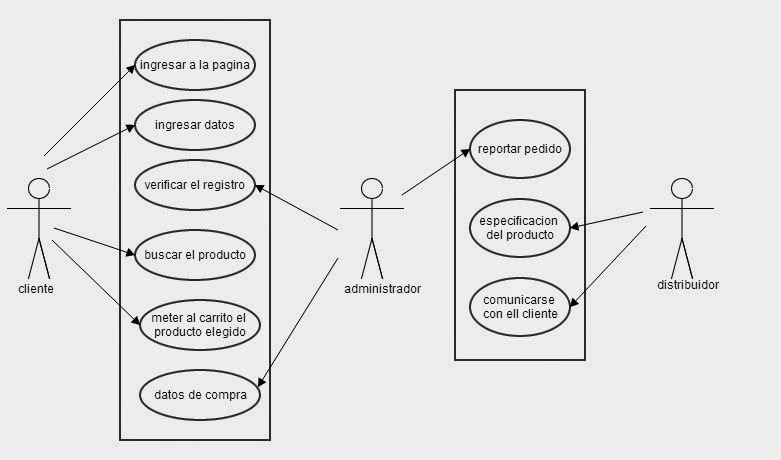 ingresar a la pagina
ingresar datos
verificar el registro
buscar el producto
meter al carrito el
producto elegido
datos de compra
cliente
administrador
reportar pedido
especificacion
del producto
comunicarse
con ell cliente
distribuidor